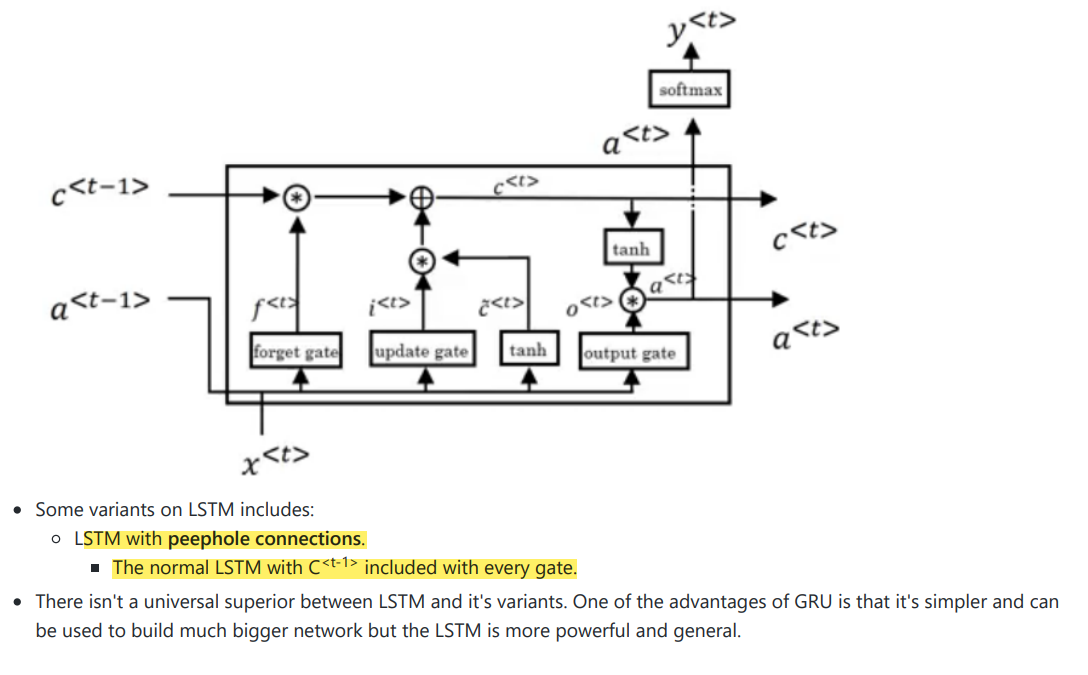 y<t>
softmax
a<t>
c<t−1>
c<t>
c<t>
tanh
a<t−1>
f<t>
i<t>
c̃<t>
o<t>
a<t>
a<t>
forget gate
update gate
tanh
output gate
x<t>
Some variants on LSTM includes:
LSTM with peephole connections.
The normal LSTM with C<t-1> included with every gate.
There isn't a universal superior between LSTM and it's variants. One of the advantages of GRU is that it's simpler and can
be used to build much bigger network but the LSTM is more powerful and general.